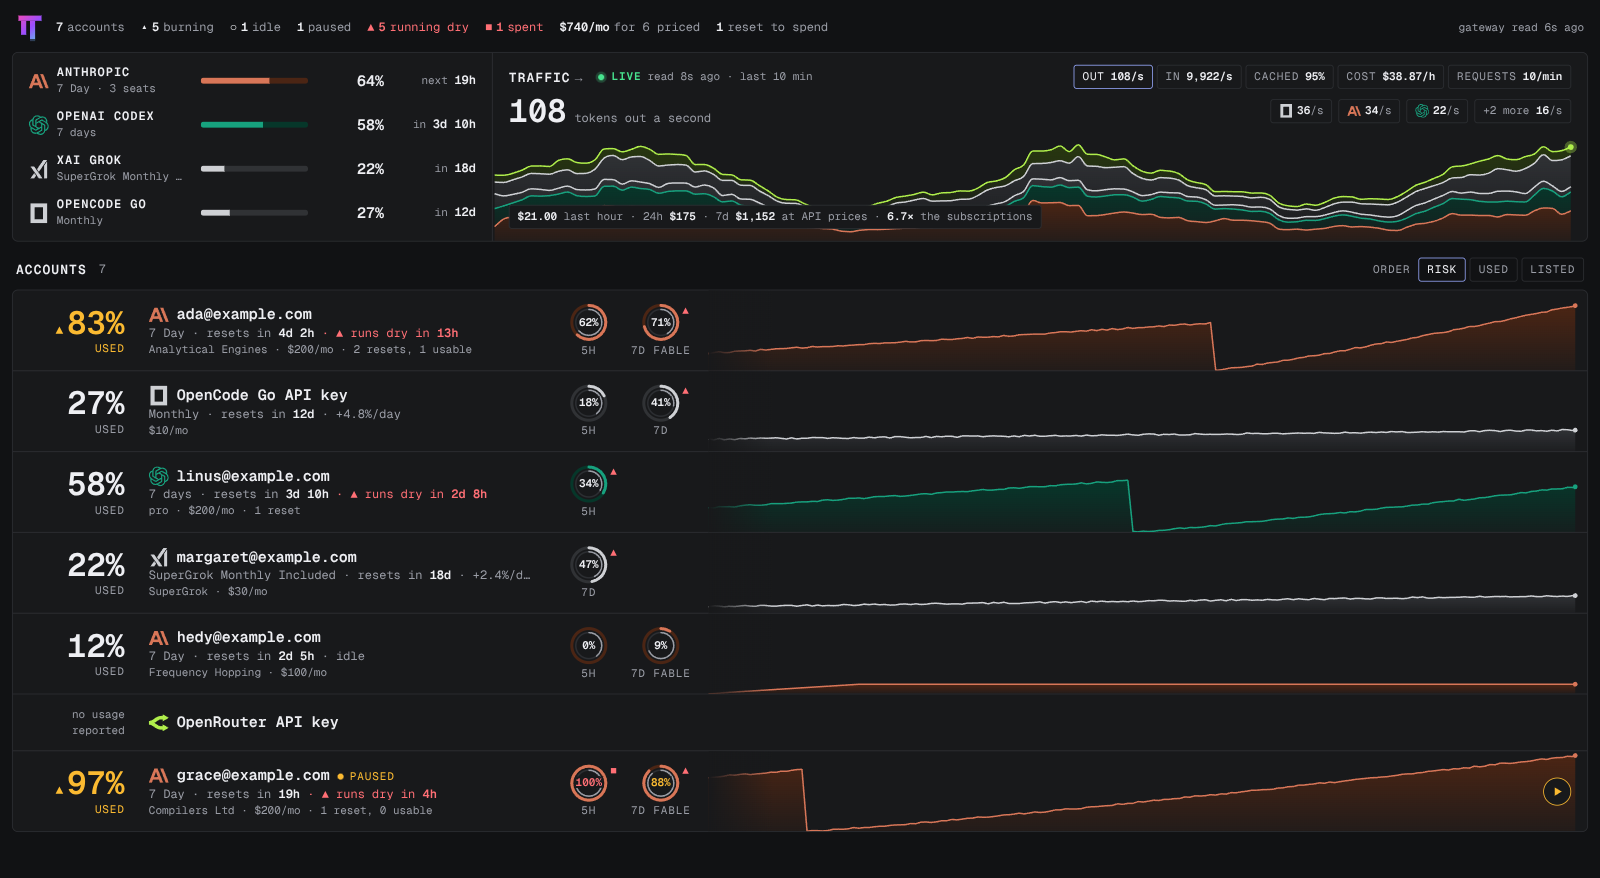 7 accounts ▲ 5 burning ○ 1 idle 1 paused ▲ 5 running dry ■ 1 spent $740/mo for 6 priced 1 reset to spend gateway read 6s ago
ANTHROPIC
7 Day · 3 seats
64%
next 19h
OPENAI CODEX
7 days
58%
in 3d 10h
XAI GROK
SuperGrok Monthly …
22%
in 18d
OPENCODE GO
Monthly
27%
in 12d
TRAFFIC → ● LIVE read 8s ago · last 10 min
OUT 108/s IN 9,922/s CACHED 95% COST $38.87/h REQUESTS 10/min
108 tokens out a second
36/s 34/s 22/s +2 more 16/s
$21.00 last hour · 24h $175 · 7d $1,152 at API prices · 6.7× the subscriptions
ACCOUNTS 7
ORDER RISK USED LISTED
▲83%
USED
ada@example.com
7 Day · resets in 4d 2h · ▲ runs dry in 13h
Analytical Engines · $200/mo · 2 resets, 1 usable
62%
5H
71% ▲
7D FABLE
27%
USED
OpenCode Go API key
Monthly · resets in 12d · +4.8%/day
$10/mo
18%
5H
41% ▲
7D
58%
USED
linus@example.com
7 days · resets in 3d 10h · ▲ runs dry in 2d 8h
pro · $200/mo · 1 reset
34% ▲
5H
22%
USED
margaret@example.com
SuperGrok Monthly Included · resets in 18d · +2.4%/d…
SuperGrok · $30/mo
47% ▲
7D
12%
USED
hedy@example.com
7 Day · resets in 2d 5h · idle
Frequency Hopping · $100/mo
0%
5H
9%
7D FABLE
no usage
reported
OpenRouter API key
▲97%
USED
grace@example.com ● PAUSED
7 Day · resets in 19h · ▲ runs dry in 4h
Compilers Ltd · $200/mo · 1 reset, 0 usable
100% ■
5H
88% ▲
7D FABLE